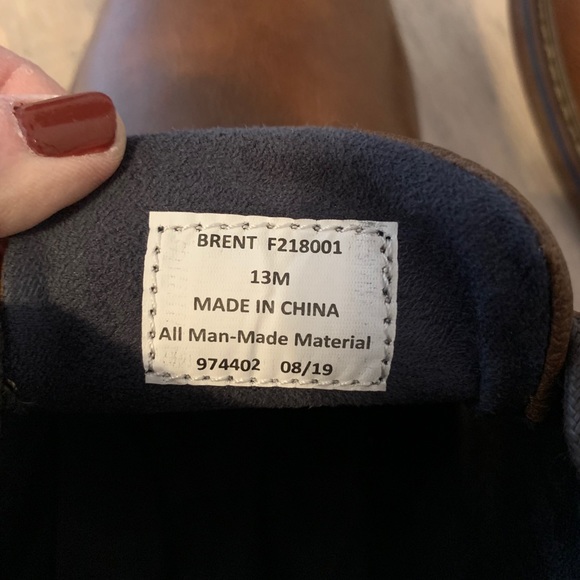 BRENT F218001
13M
MADE IN CHINA
All Man-Made Material
974402 08/19